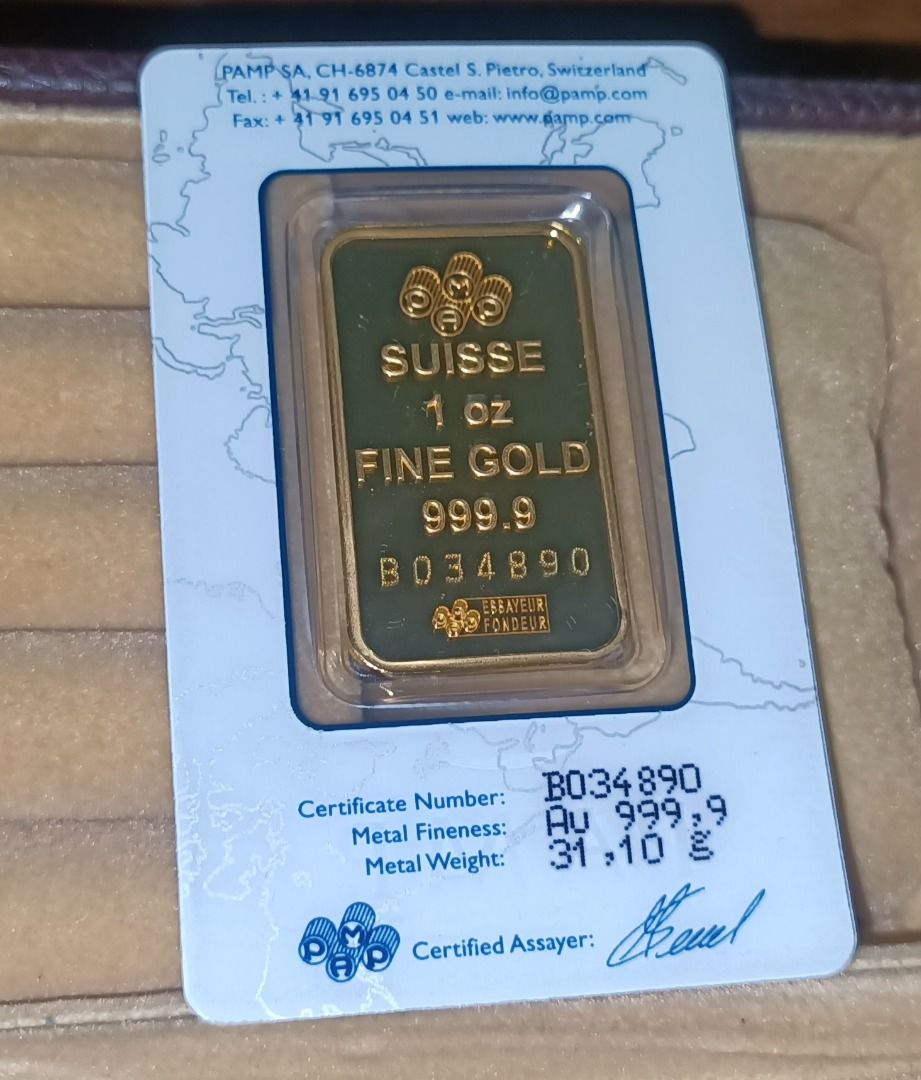 PAMP SA, CH-6874 Castel S. Pietro, Switzerland
Tel. : + 41 91 695 04 50 e-mail: info@pamp.com
Fax: + 41 91 695 04 51 web: www.pamp.com
PAMP
SUISSE
1 oz
FINE GOLD
999.9
B034890
PAMP ESSAYEUR
FONDEUR
Certificate Number: B034890
Metal Fineness: Au 999,9
Metal Weight: 31,10 g
PAMP Certified Assayer: